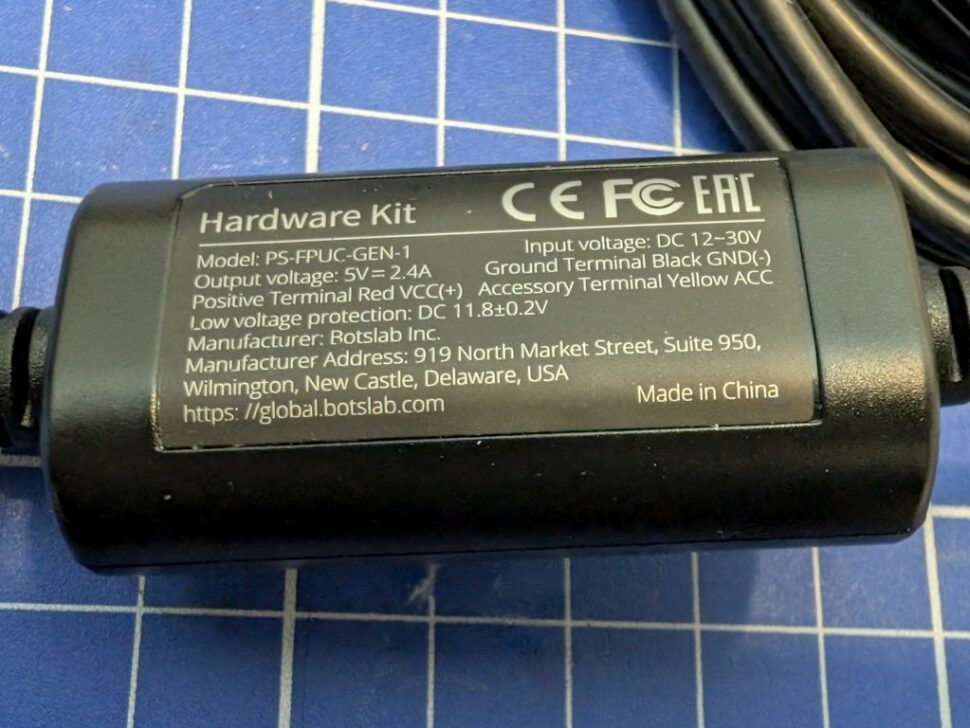 Hardware Kit CE FC EAC
Model: PS-FPUC-GEN-1 Input voltage: DC 12~30V
Output voltage: 5V⎓2.4A Ground Terminal Black GND(-)
Positive Terminal Red VCC(+) Accessory Terminal Yellow ACC
Low voltage protection: DC 11.8±0.2V
Manufacturer: Botslab Inc.
Manufacturer Address: 919 North Market Street, Suite 950,
Wilmington, New Castle, Delaware, USA
https: //global.botslab.com Made in China